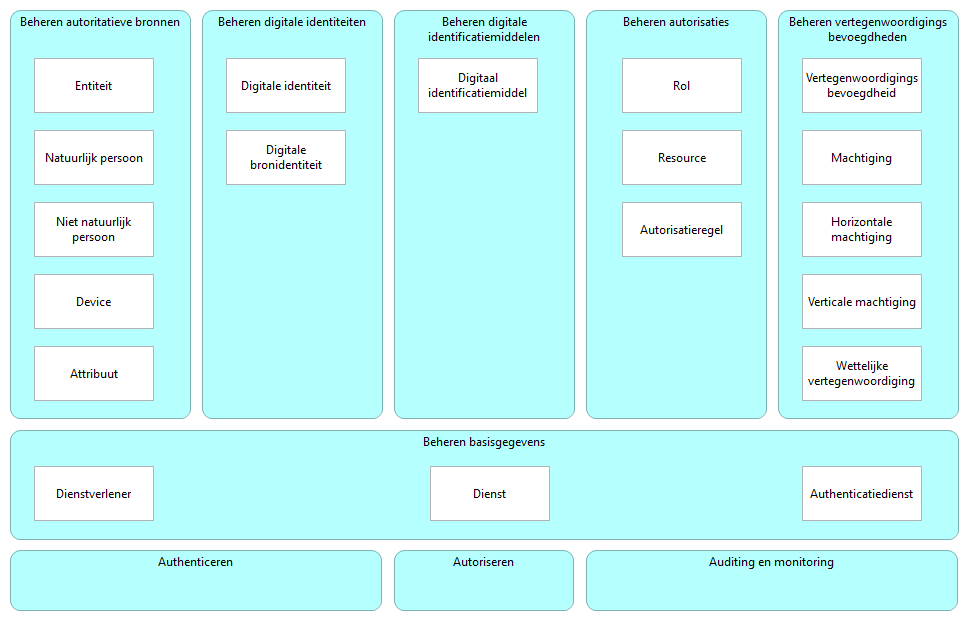 Beheren autoritatieve bronnen
Entiteit
Natuurlijk persoon
Niet natuurlijk
persoon
Device
Attribuut
Beheren digitale identiteiten
Digitale identiteit
Digitale
bronidentiteit
Beheren digitale
identificatiemiddelen
Digitaal
identificatiemiddel
Beheren autorisaties
Rol
Resource
Autorisatieregel
Beheren vertegenwoordigings
bevoegdheden
Vertegenwoordigings
bevoegdheid
Machtiging
Horizontale
machtiging
Verticale machtiging
Wettelijke
vertegenwoordiging
Beheren basisgegevens
Dienstverlener
Dienst
Authenticatiedienst
Authenticeren
Autoriseren
Auditing en monitoring